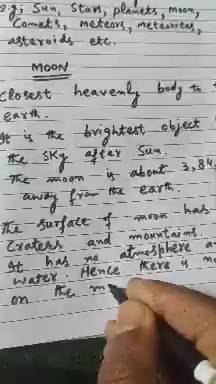 e.g; Sun, Stars, planets, moon,
Comets, meteors, meteorites,
asteroids etc.
MOON
Closest heavenly body to
earth.
It is the brightest object
the sky after Sun.
The moon is about 3,84,
away from the earth.
The surface of moon has
Craters and mountains.
It has no atmosphere
water. Hence there is no
on the m